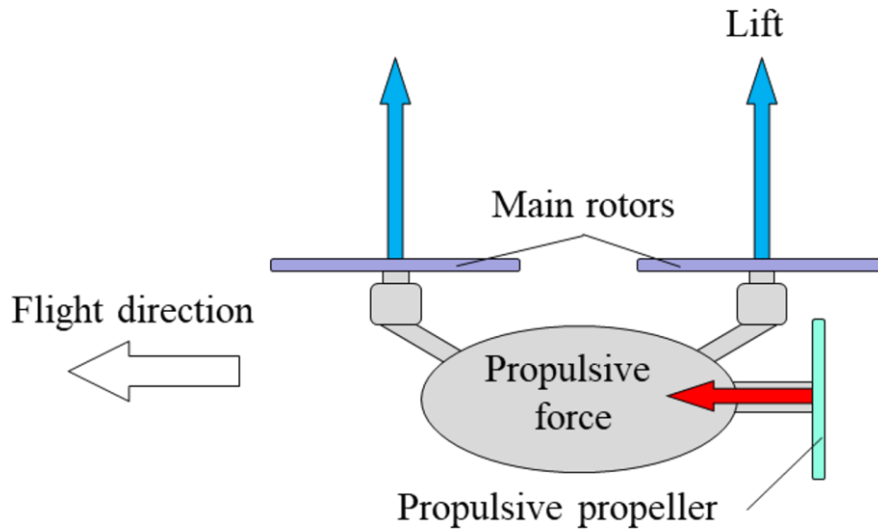 Lift
Main rotors
Flight direction
Propulsive
force
Propulsive propeller